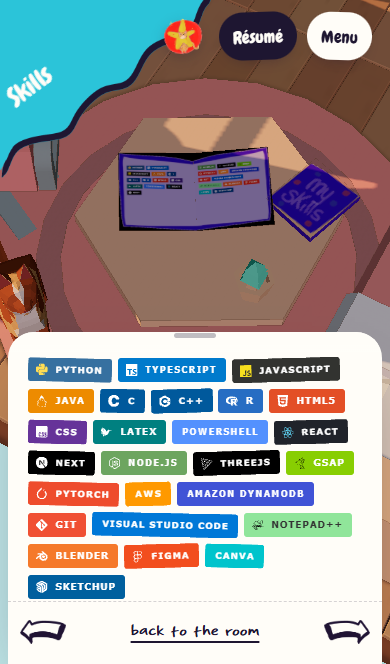 Skills
Résumé
Menu
My
Skills
PYTHON TYPESCRIPT JAVASCRIPT
JAVA C C++ R HTML5
CSS LATEX POWERSHELL REACT
NEXT NODE.JS THREEJS GSAP
PYTORCH AWS AMAZON DYNAMODB
GIT VISUAL STUDIO CODE NOTEPAD++
BLENDER FIGMA CANVA
SKETCHUP
back to the room